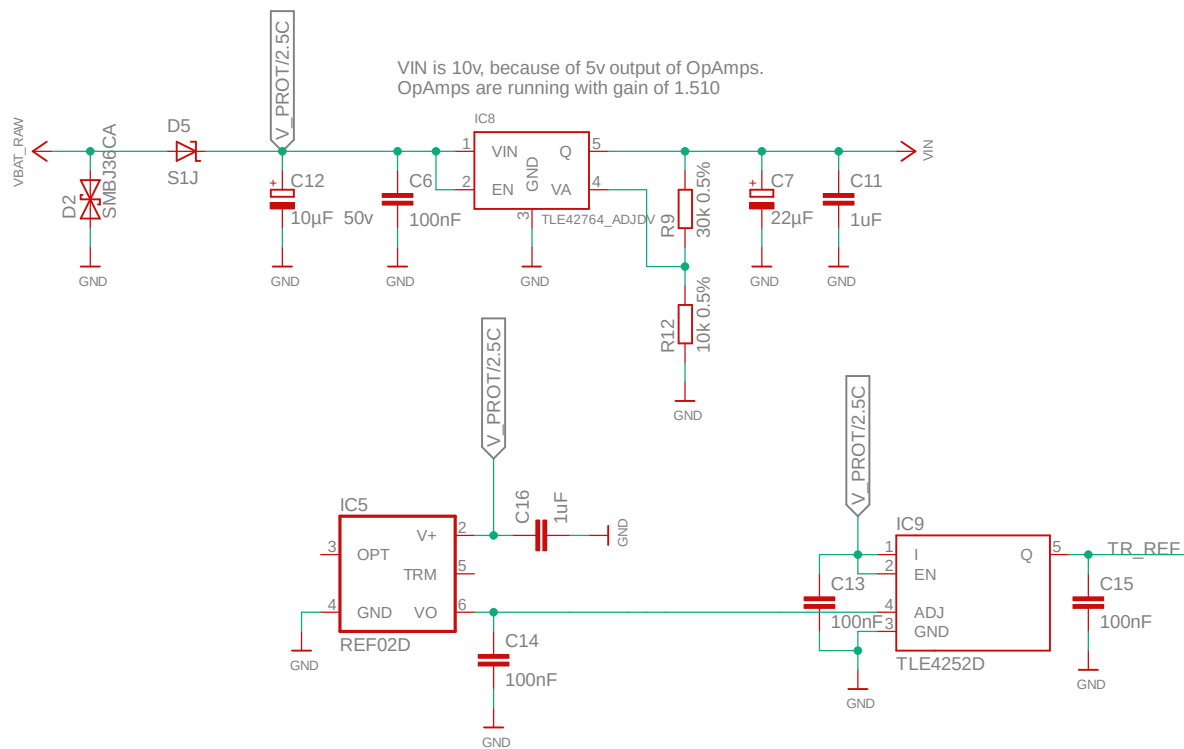 V_PROT/2.5C
VIN is 10v, because of 5v output of OpAmps.
OpAmps are running with gain of 1.510
IC8
VBAT_RAW
D5
S1J
D2
SMBJ36CA
GND
+
C12
10µF
GND
50v
C6
100nF
GND
1
VIN
2
EN
GND
3
Q
5
VA
4
TLE42764_ADJDV
GND
R9
30k 0.5%
R12
10k 0.5%
GND
+
C7
22µF
GND
C11
1uF
GND
VIN
V_PROT/2.5C
IC5
3
OPT
4
GND
V+
2
TRM
5
VO
6
REF02D
GND
C16
1uF
GND
C14
100nF
GND
V_PROT/2.5C
IC9
1
I
2
EN
4
ADJ
3
GND
Q
5
TLE4252D
C13
100nF
GND
TR_REF
C15
100nF
GND